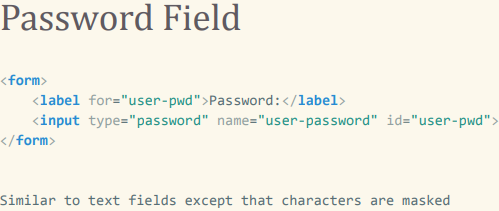 Password Field
<form>
    <label for="user-pwd">Password:</label>
    <input type="password" name="user-password" id="user-pwd">
</form>
Similar to text fields except that characters are masked